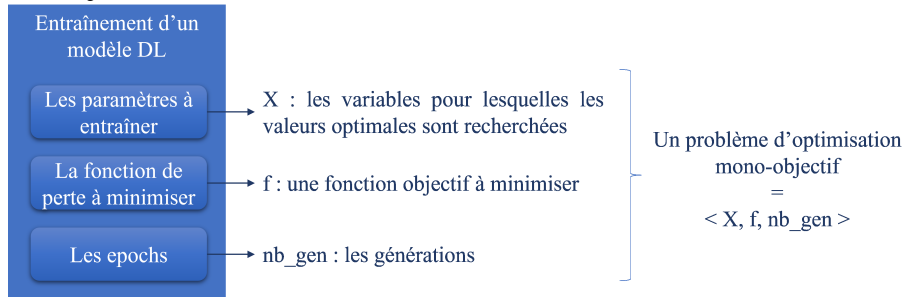 Entraînement d'un
modèle DL
Les paramètres à
entraîner
X : les variables pour lesquelles les
valeurs optimales sont recherchées
La fonction de
perte à minimiser
f : une fonction objectif à minimiser
Les epochs
nb_gen : les générations
Un problème d'optimisation
mono-objectif
=
< X, f, nb_gen >